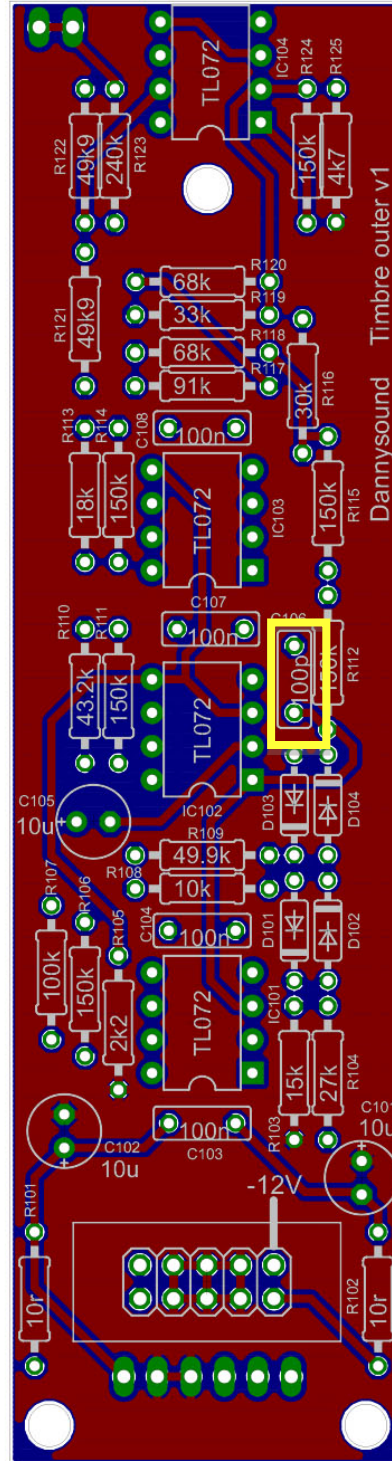 TL072
IC104
R124
R125
R122
49k9
240k
R123
150k
4k7
Timbre outer v1
Dannysound
R121
49k9
R120
68k
R119
33k
R118
68k
R117
91k
R116
30k
C108
100n
R113
18k
R114
150k
TL072
IC103
150k
R115
C107
100n
C106
100p
150k
R112
R110
43.2k
R111
150k
TL072
IC102
C105
10u
+
D103
D104
R109
49.9k
R108
10k
R107
100k
R106
150k
R105
2k2
C104
100n
D101
D102
TL072
IC101
15k
R103
27k
R104
100n
C103
C102
10u
+
C101
10u
+
-12V
R101
10r
R102
10r